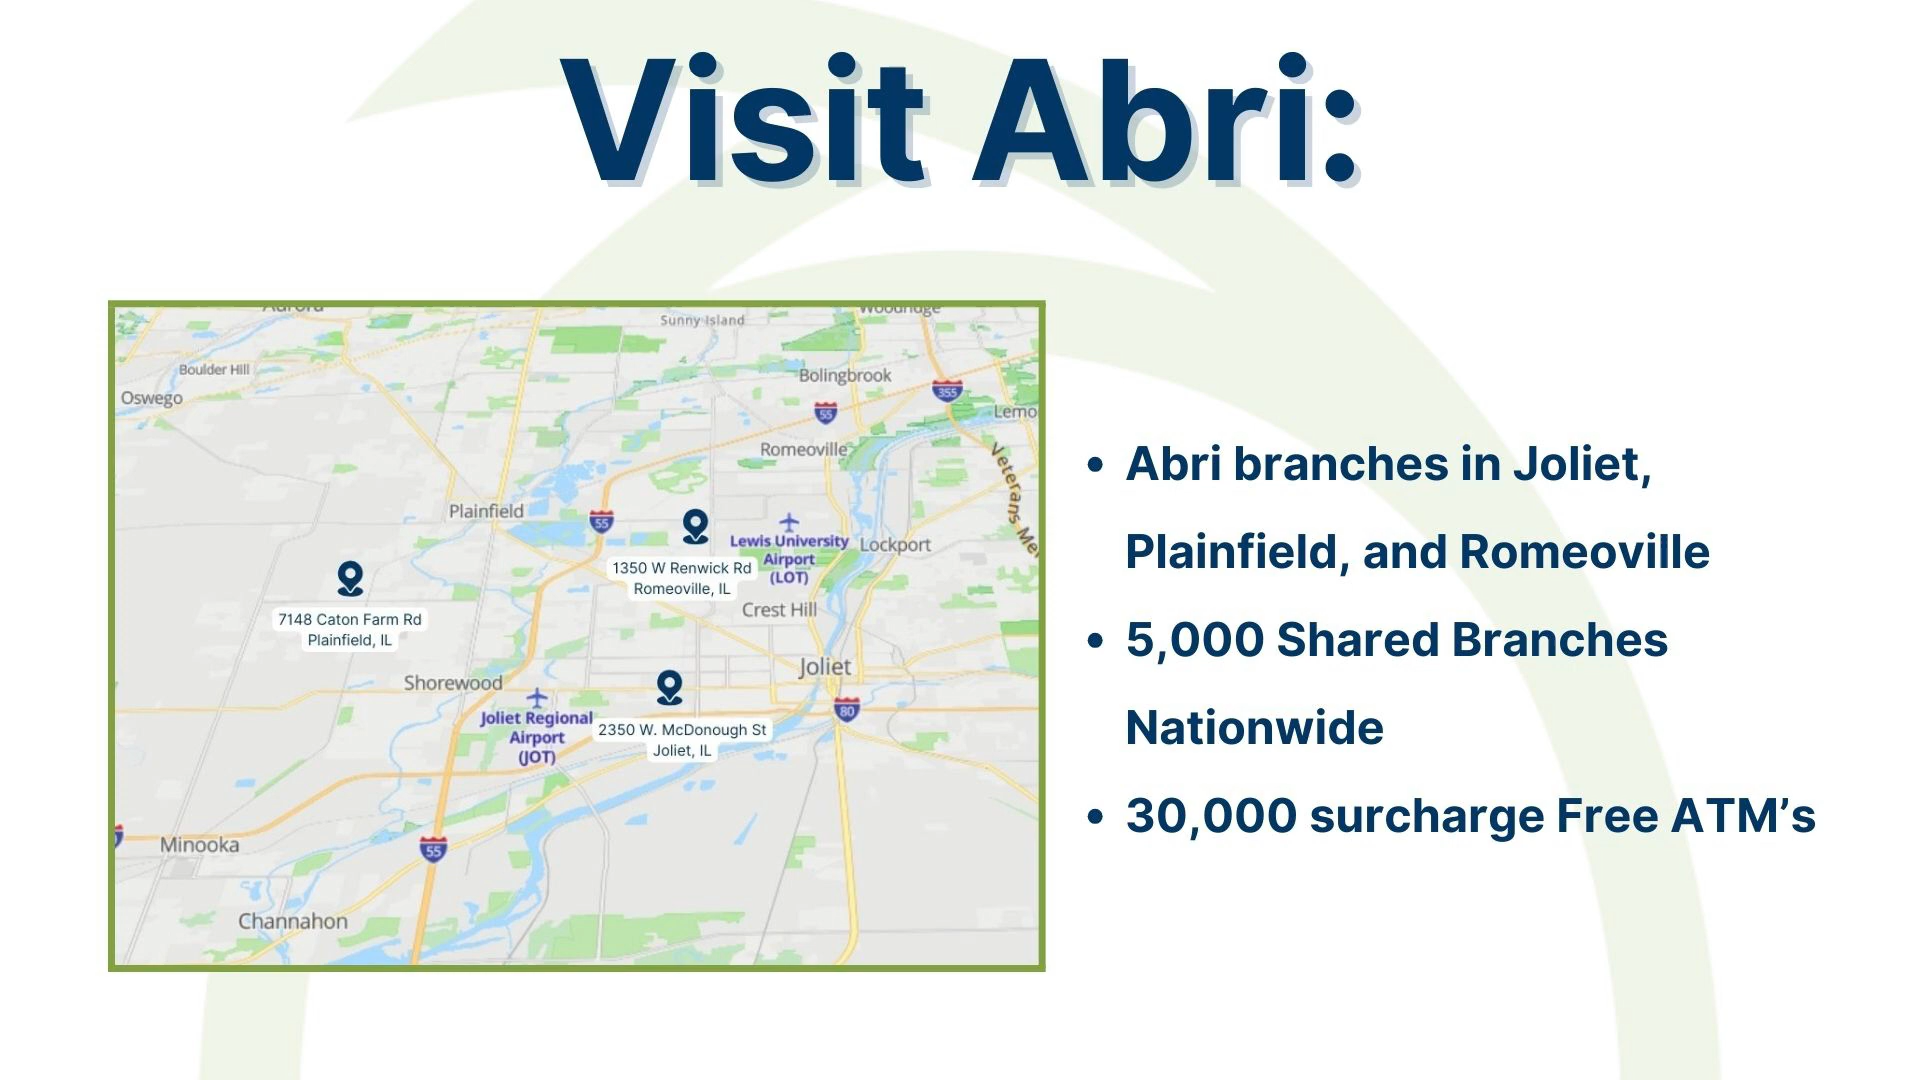 Visit Abri:
Sunny Island
Woodridge
Boulder Hill
Oswego
Bolingbrook
355
55
Romeoville
Veterans Me
Plainfield
55
Lewis University
Airport
(LOT)
Lockport
1350 W Renwick Rd
Romeoville, IL
7148 Caton Farm Rd
Plainfield, IL
Crest Hill
Joliet
Shorewood
Joliet Regional
Airport
(JOT)
2350 W. McDonough St
Joliet, IL
80
Minooka
55
Channahon
Aurora
Lemo
• Abri branches in Joliet,
Plainfield, and Romeoville
• 5,000 Shared Branches
Nationwide
• 30,000 surcharge Free ATM’s